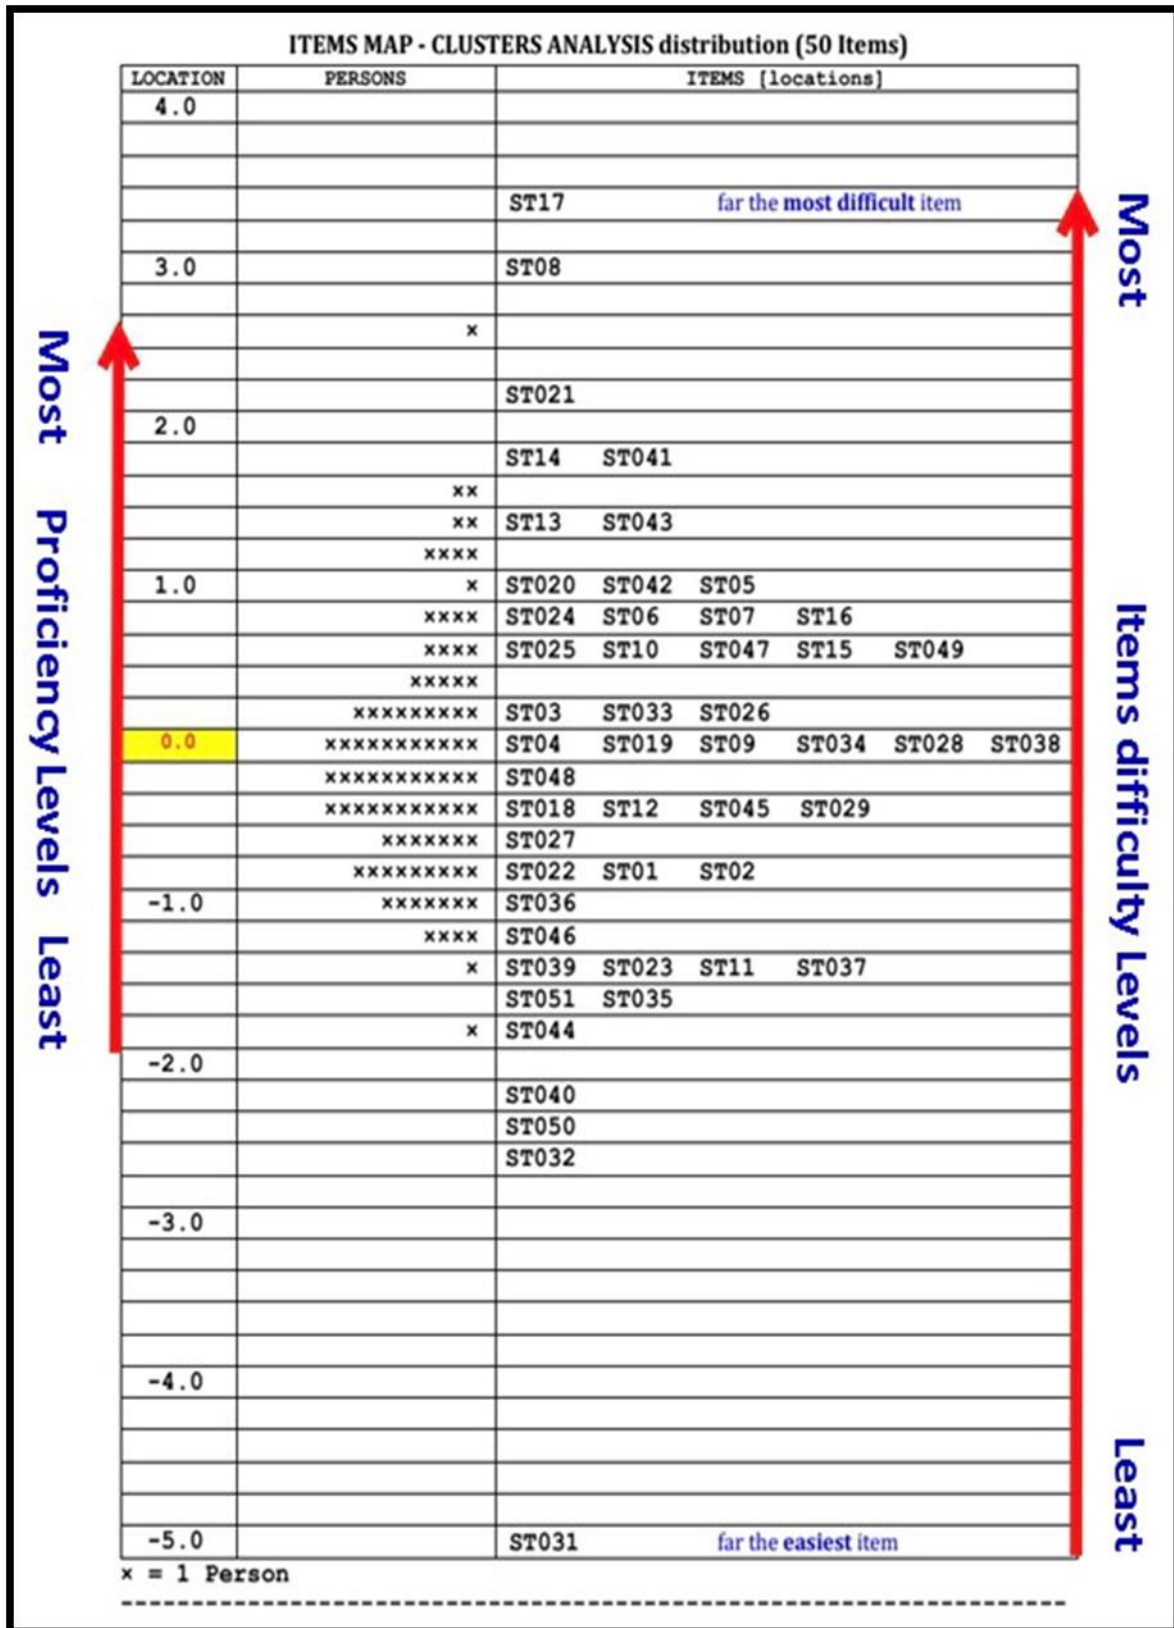 ITEMS MAP - CLUSTERS ANALYSIS distribution (50 Items)
LOCATION PERSONS ITEMS [locations]
4.0
ST17 far the most difficult item
3.0 ST08
x
ST021
2.0
ST14 ST041
xx
xx ST13 ST043
xxxx
1.0 x ST020 ST042 ST05
xxxx ST024 ST06 ST07 ST16
xxxx ST025 ST10 ST047 ST15 ST049
xxxxx
xxxxxxxxx ST03 ST033 ST026
0.0 xxxxxxxxxxx ST04 ST019 ST09 ST034 ST028 ST038
xxxxxxxxxxx ST048
xxxxxxxxxxx ST018 ST12 ST045 ST029
xxxxxxx ST027
xxxxxxxxx ST022 ST01 ST02
-1.0 xxxxxxx ST036
xxxx ST046
x ST039 ST023 ST11 ST037
ST051 ST035
x ST044
-2.0
ST040
ST050
ST032
-3.0
-4.0
-5.0 ST031 far the easiest item
x = 1 Person
Most Proficiency Levels Least
Most Items difficulty Levels Least